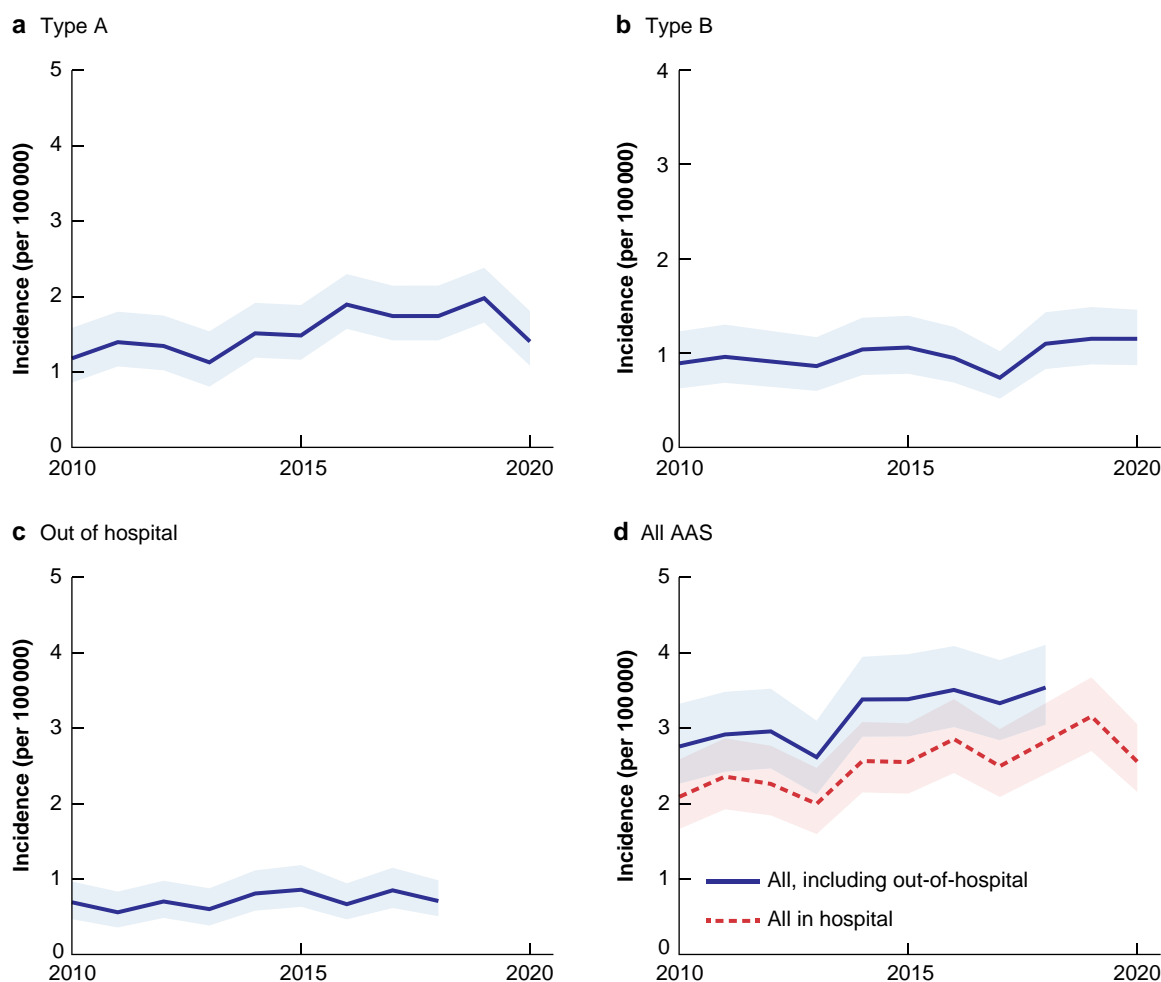 a Type A
5
4
3
2
1
0
2010 2015 2020
Incidence (per 100 000)
b Type B
4
3
2
1
0
2010 2015 2020
Incidence (per 100 000)
c Out of hospital
5
4
3
2
1
0
2010 2015 2020
Incidence (per 100 000)
d All AAS
5
4
3
2
1
0
2010 2015 2020
Incidence (per 100 000)
All, including out-of-hospital
All in hospital